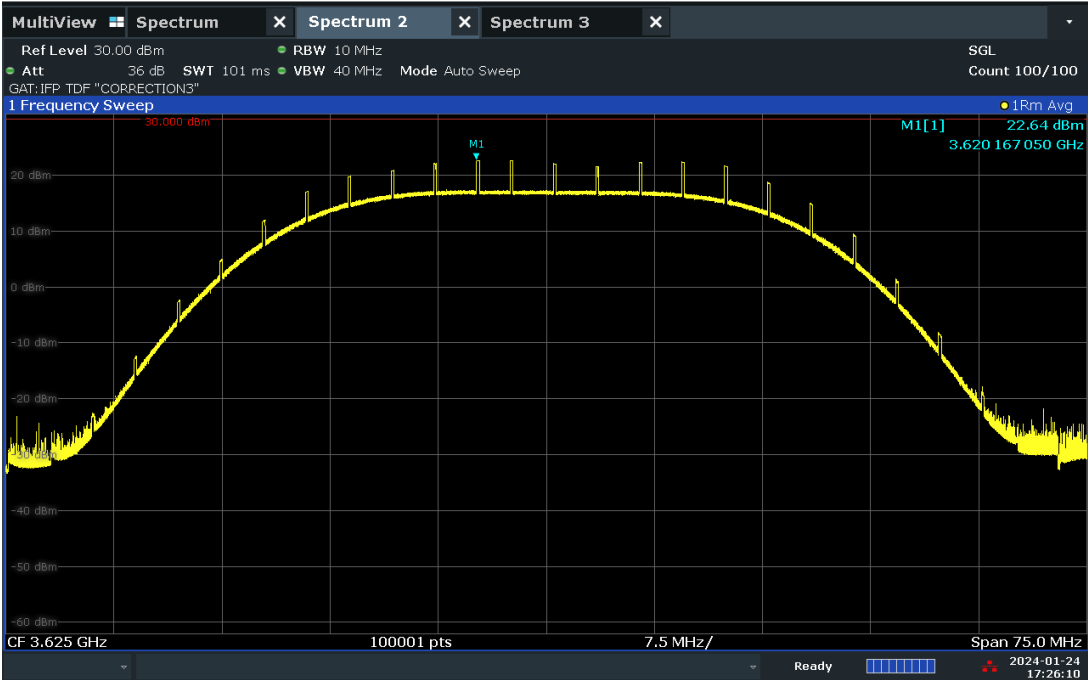 MultiView Spectrum Spectrum 2 Spectrum 3
Ref Level 30.00 dBm RBW 10 MHz SGL
Att 36 dB SWT 101 ms VBW 40 MHz Mode Auto Sweep Count 100/100
GAT:IFP TDF "CORRECTION3"
1 Frequency Sweep 1Rm Avg
30.000 dBm M1[1] 22.64 dBm
3.620 167 050 GHz
M1
20 dBm
10 dBm
0 dBm
-10 dBm
-20 dBm
-30 dBm
-40 dBm
-50 dBm
-60 dBm
CF 3.625 GHz 100001 pts 7.5 MHz/ Span 75.0 MHz
Ready 2024-01-24
17:26:10